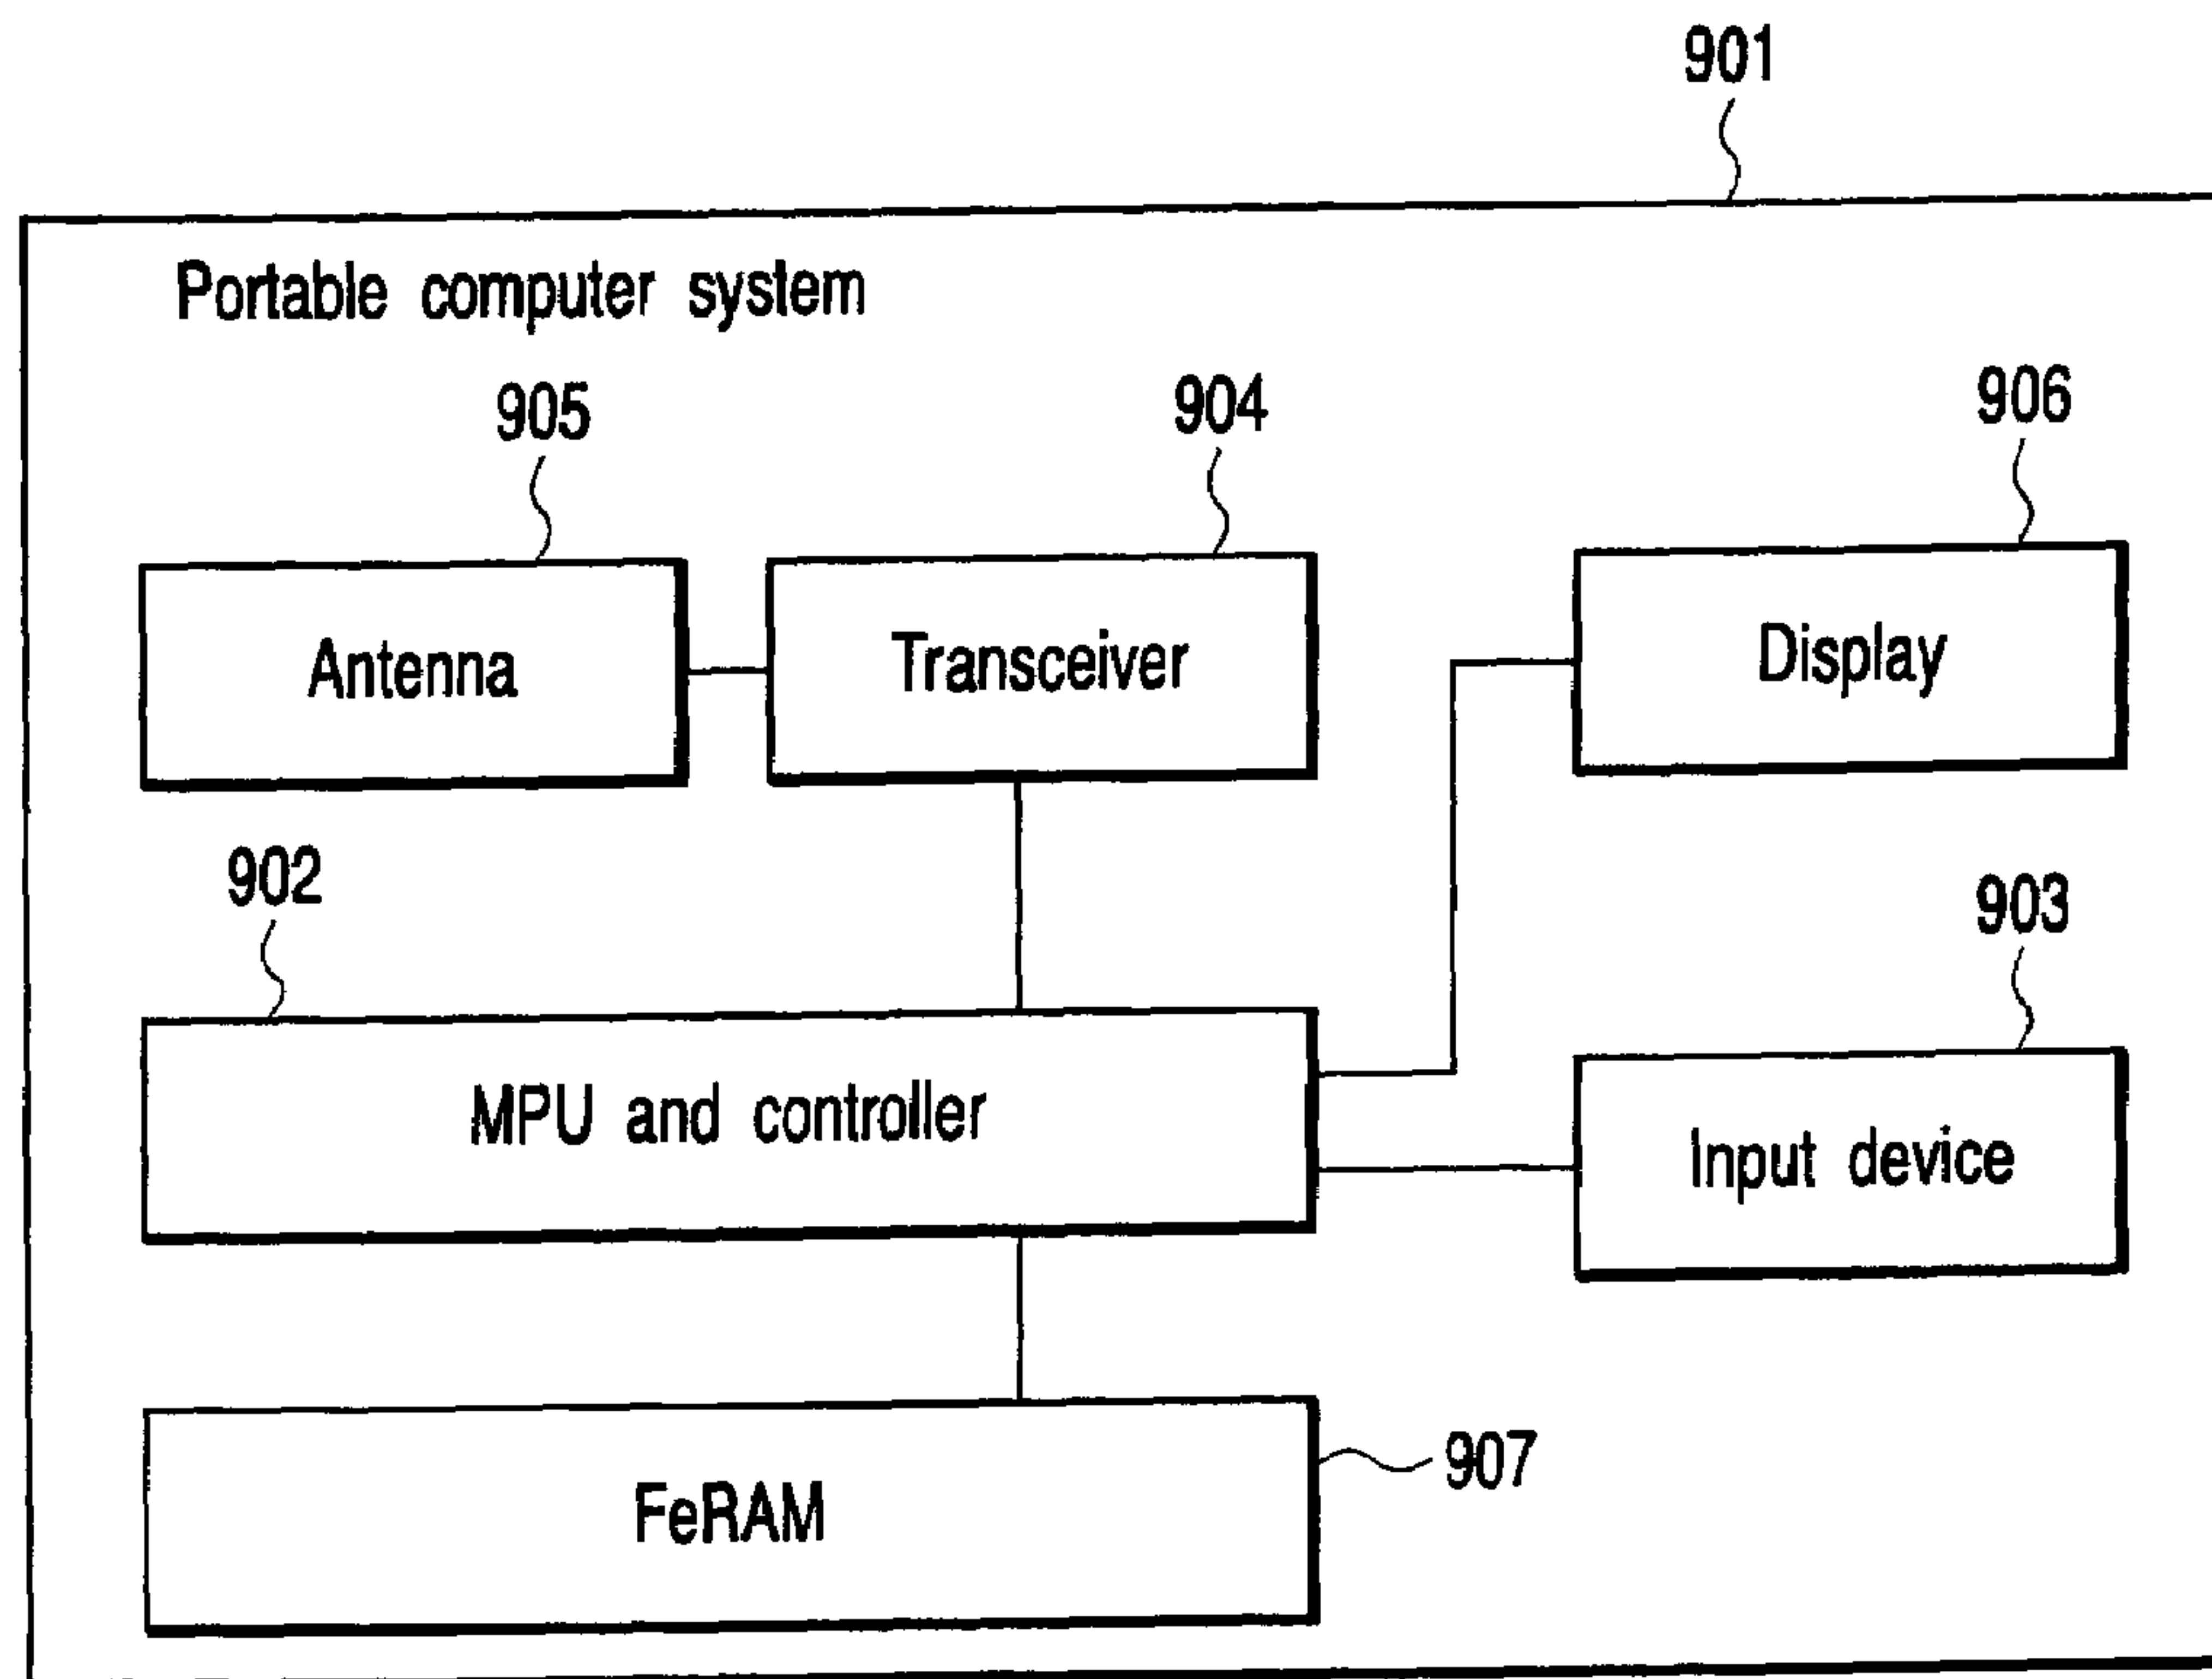 901
Portable computer system
905
904
906
Antenna
Transceiver
Display
902
903
MPU and controller
Input device
907
FeRAM